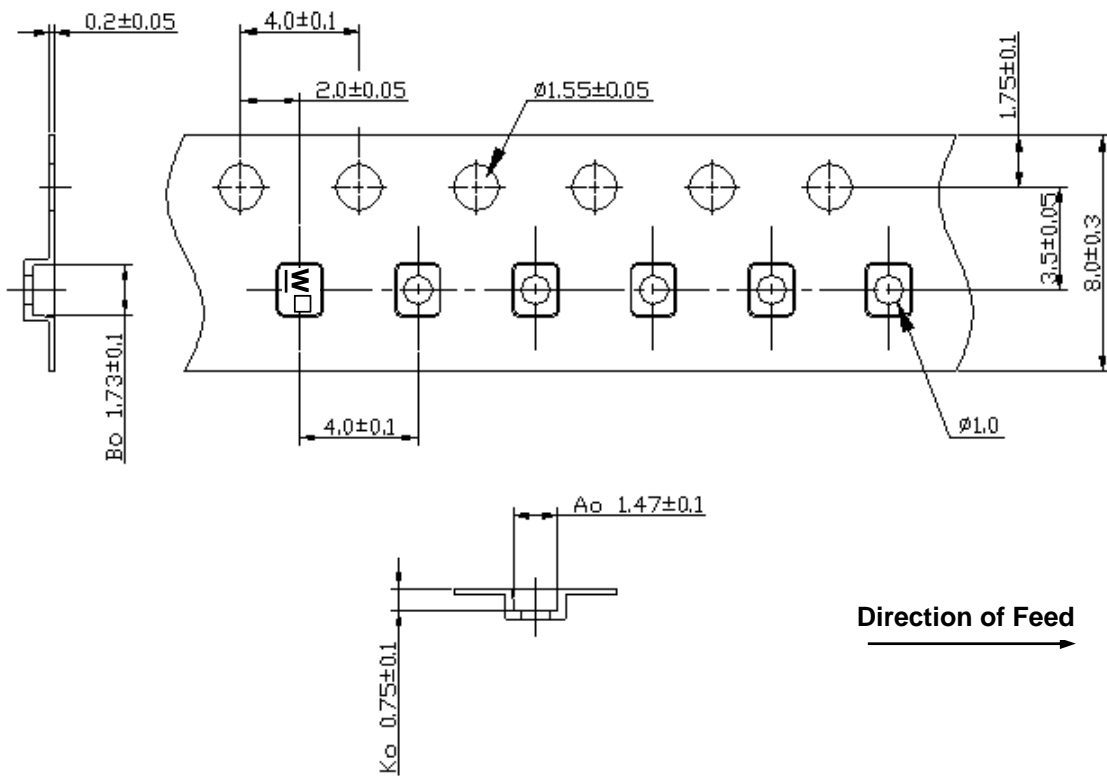 0.2±0.05
4.0±0.1
2.0±0.05
Ø1.55±0.05
1.75±0.1
3.5±0.05
8.0±0.3
W□
Bo 1.73±0.1
4.0±0.1
Ø1.0
Ao 1.47±0.1
Ko 0.75±0.1
Direction of Feed